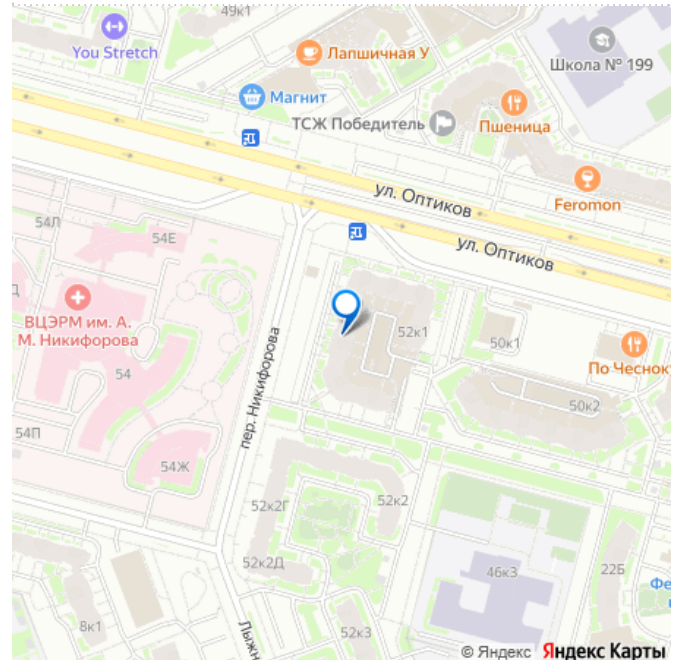 49к1
You Stretch
Лапшичная У
Школа № 199
Магнит
ТСЖ Победитель
Пшеница
Feromon
ул. Оптиков
ул. Оптиков
54Л
54Е
ВЦЭРМ им. А.
М. Никифорова
54
54П
54Ж
пер. Никифорова
52к1
50к1
По Чеснок
50к2
52к2Г
52к2
52к2Д
46к3
22Б
8к1
Лыжн
52к3
© Яндекс Яндекс Карты